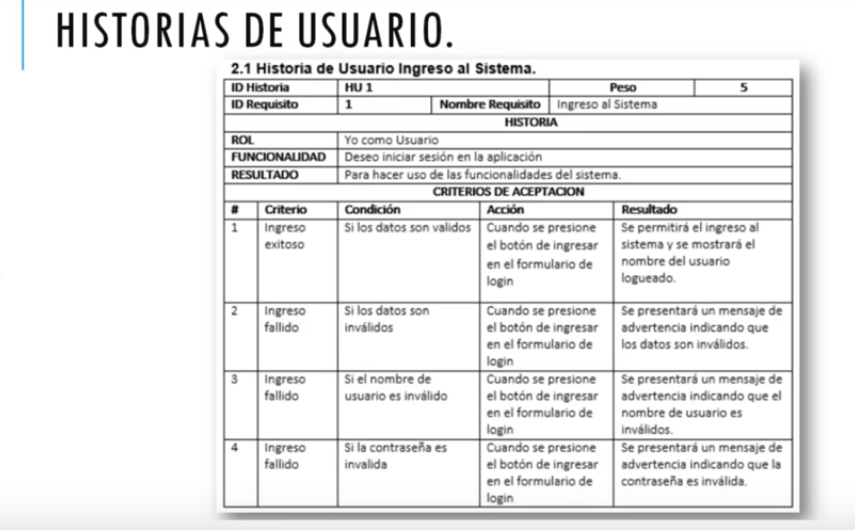 HISTORIAS DE USUARIO.
2.1 Historia de Usuario Ingreso al Sistema.
ID Historia HU 1 Peso 5
ID Requisito 1 Nombre Requisito Ingreso al Sistema
HISTORIA
ROL Yo como Usuario
FUNCIONALIDAD Deseo iniciar sesión en la aplicación
RESULTADO Para hacer uso de las funcionalidades del sistema.
CRITERIOS DE ACEPTACION
# Criterio Condición Acción Resultado
1 Ingreso Si los datos son validos Cuando se presione Se permitirá el ingreso al
exitoso el botón de ingresar sistema y se mostrará el
en el formulario de nombre del usuario
login logueado.
2 Ingreso Si los datos son Cuando se presione Se presentará un mensaje de
fallido inválidos el botón de ingresar advertencia indicando que
en el formulario de los datos son inválidos.
login
3 Ingreso Si el nombre de Cuando se presione Se presentará un mensaje de
fallido usuario es inválido el botón de ingresar advertencia indicando que el
en el formulario de nombre de usuario es
login inválidos.
4 Ingreso Si la contraseña es Cuando se presione Se presentará un mensaje de
fallido invalida el botón de ingresar advertencia indicando que la
en el formulario de contraseña es inválida.
login